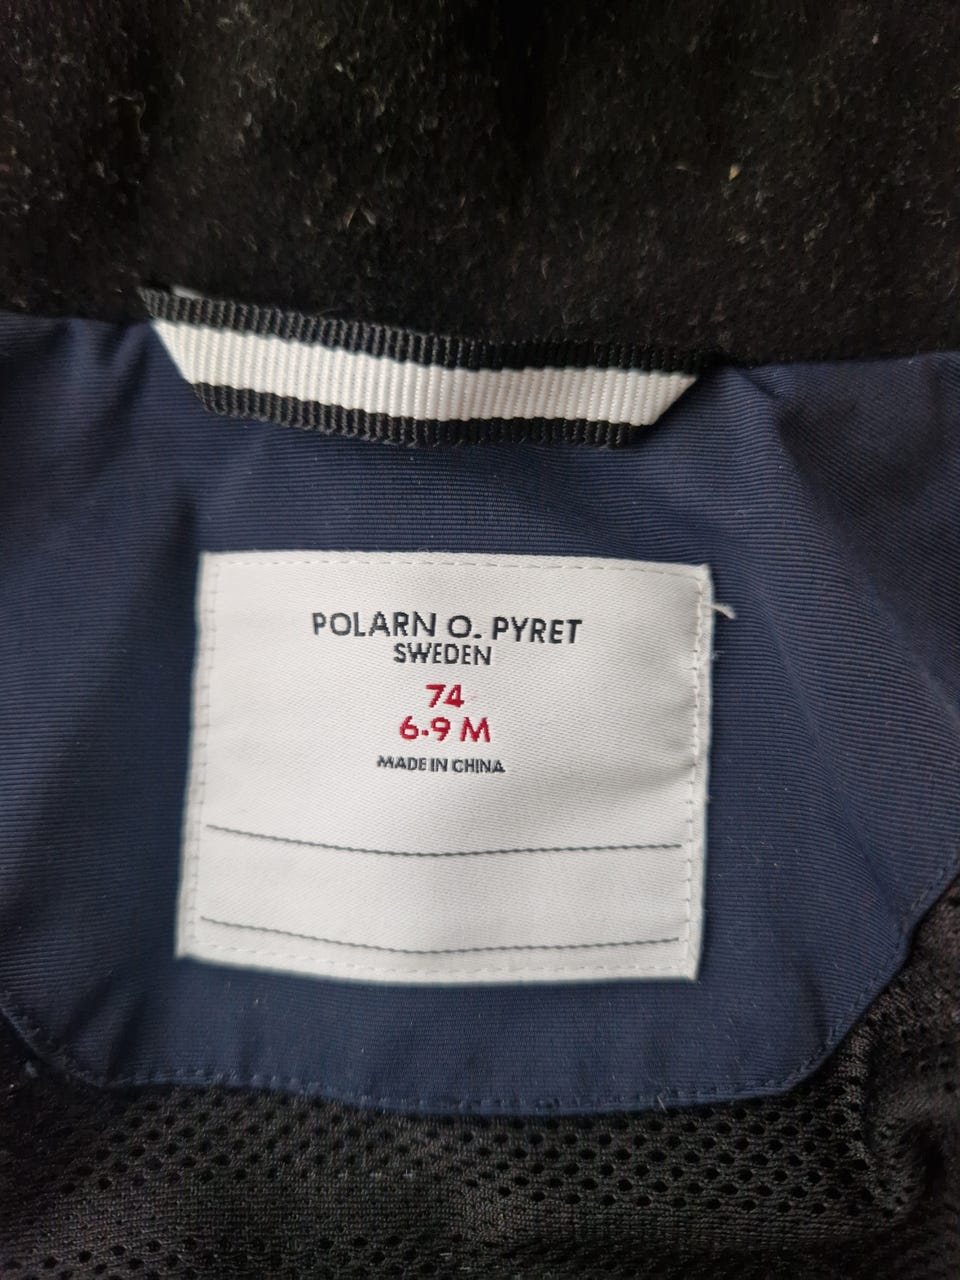 POLARN O. PYRET
SWEDEN
74
6-9 M
MADE IN CHINA